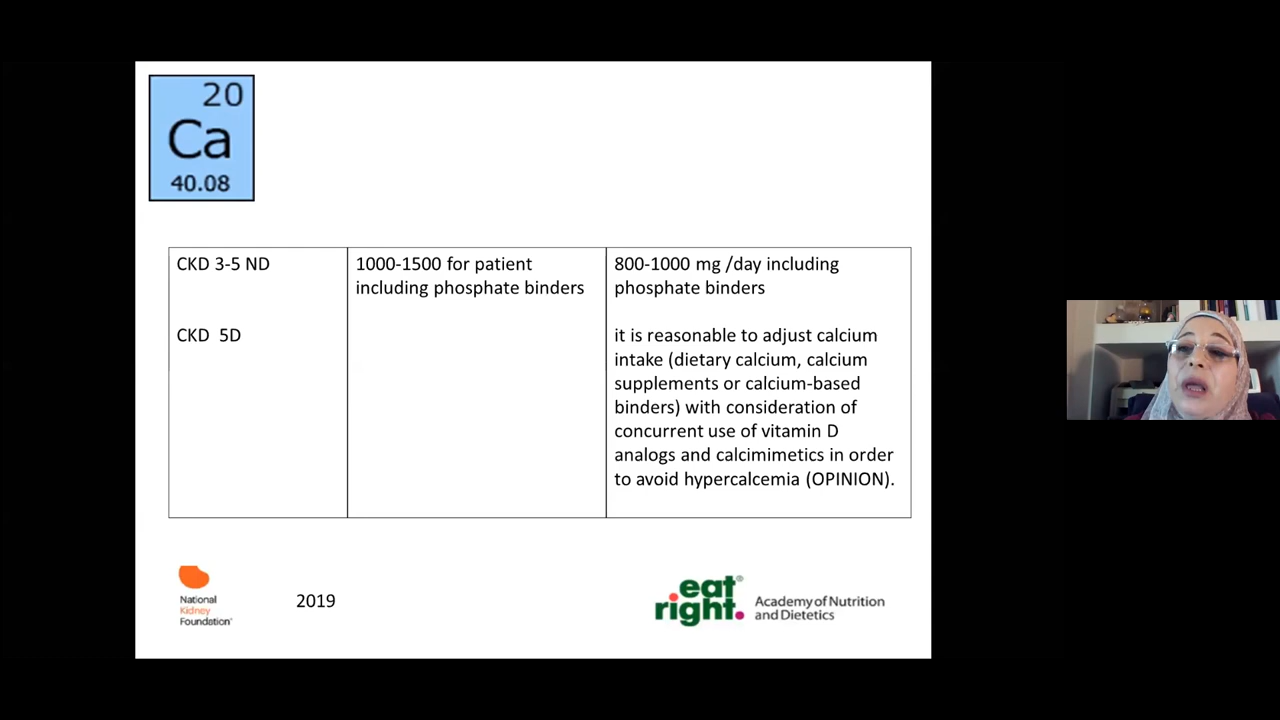 20
Ca
40.08
CKD 3-5 ND
1000-1500 for patient
including phosphate binders
800-1000 mg /day including
phosphate binders
CKD 5D
it is reasonable to adjust calcium
intake (dietary calcium, calcium
supplements or calcium-based
binders) with consideration of
concurrent use of vitamin D
analogs and calcimimetics in order
to avoid hypercalcemia (OPINION).
National
Kidney
Foundation®
2019
eat
right.
®
Academy of Nutrition
and Dietetics